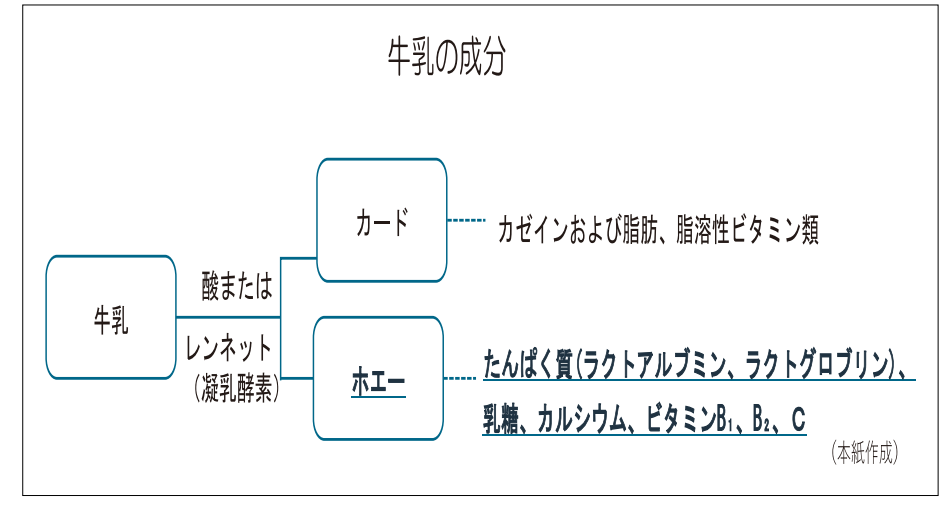 牛乳の成分
カード
カゼインおよび脂肪、脂溶性ビタミン類
牛乳
酸または
レンネット
（凝乳酵素）
ホエー
たんぱく質(ラクトアルブミン、ラクトグロブリン)、
乳糖、カルシウム、ビタミンB₁、B₂、C
（本紙作成）